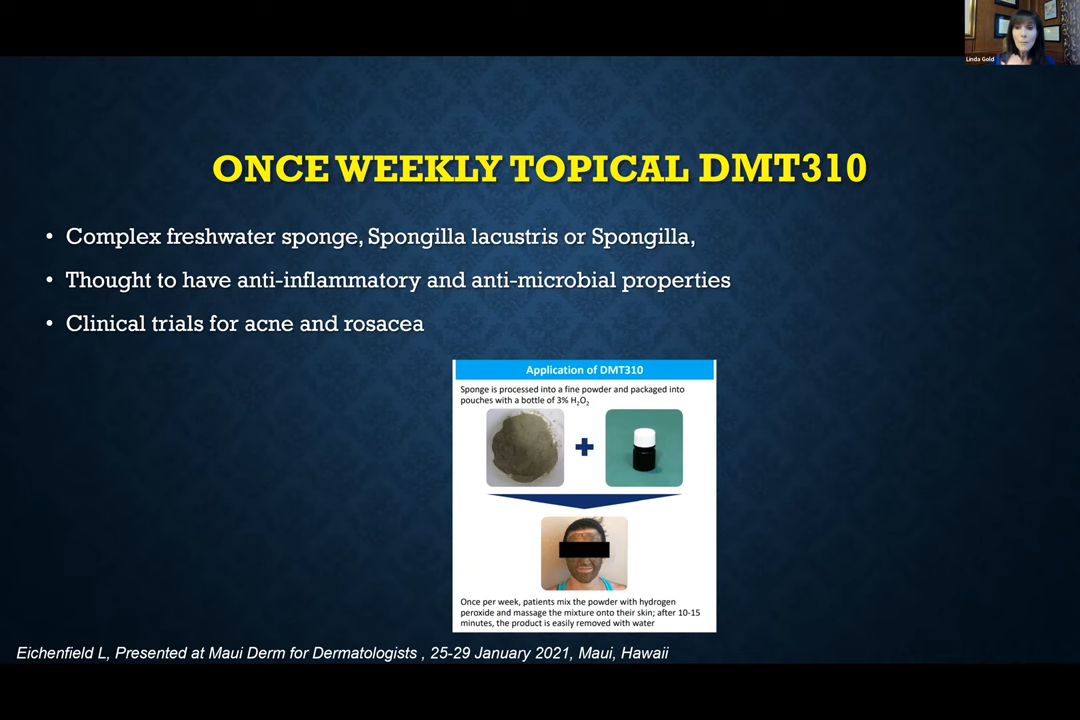 Linda Gold
ONCE WEEKLY TOPICAL DMT310
• Complex freshwater sponge, Spongilla lacustris or Spongilla,
• Thought to have anti-inflammatory and anti-microbial properties
• Clinical trials for acne and rosacea
Application of DMT310
Sponge is processed into a fine powder and packaged into
pouches with a bottle of 3% H₂O₂
Once per week, patients mix the powder with hydrogen
peroxide and massage the mixture onto their skin; after 10-15
minutes, the product is easily removed with water
Eichenfield L, Presented at Maui Derm for Dermatologists , 25-29 January 2021, Maui, Hawaii